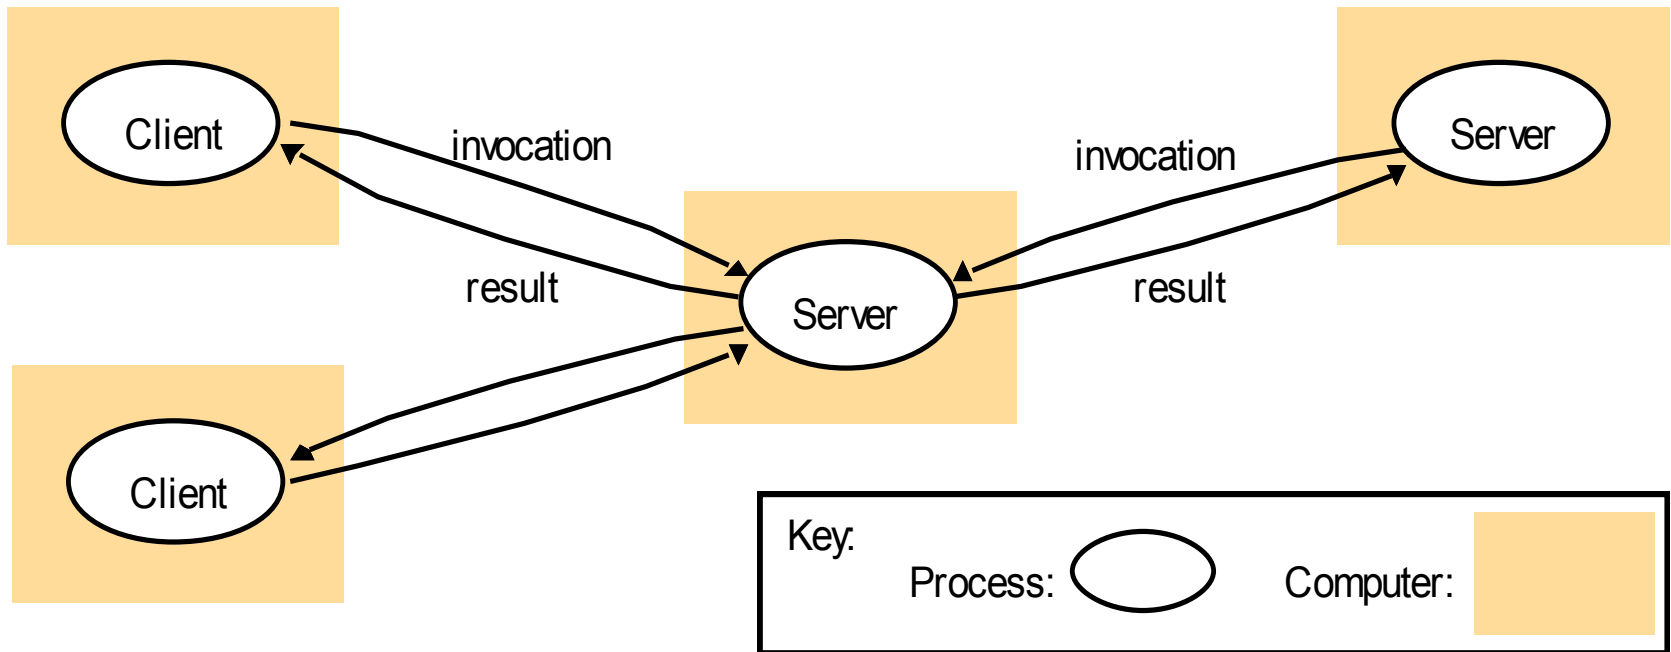 Client
invocation
result
Client
Server
invocation
result
Server
Key:
Process:
Computer: